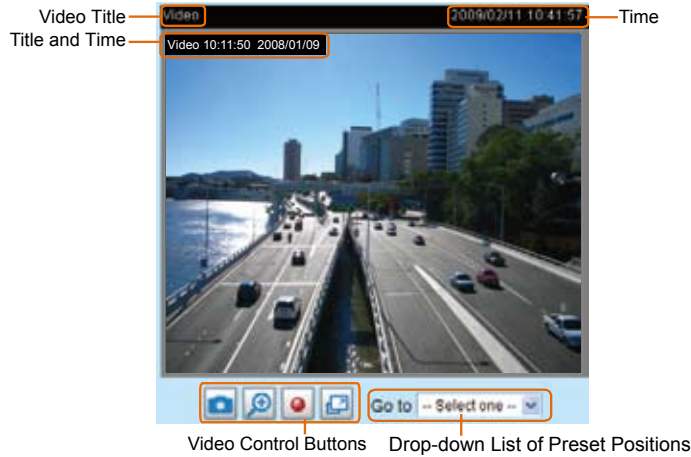 Video Title
Video
2009/02/11 10:41:57
Time
Title and Time
Video 10:11:50 2008/01/09
Go to
-- Select one --
Video Control Buttons
Drop-down List of Preset Positions